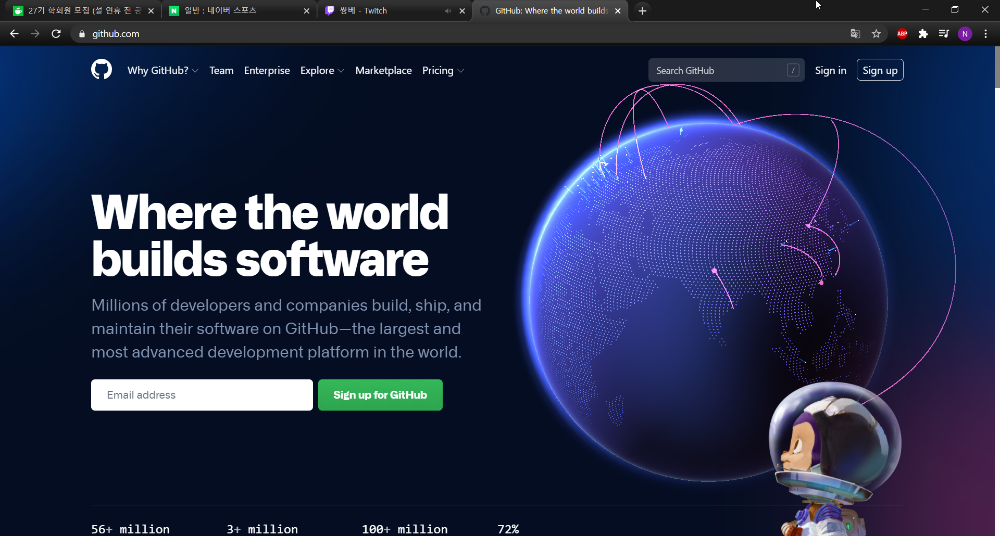 27기 학회원 모집 (설 연휴 전 공
일반 : 네이버 스포츠
쌍베 - Twitch
GitHub: Where the world builds
github.com
ABP
N
Why GitHub?
Team
Enterprise
Explore
Marketplace
Pricing
Search GitHub
/
Sign in
Sign up
Where the world
builds software
Millions of developers and companies build, ship, and
maintain their software on GitHub—the largest and
most advanced development platform in the world.
Email address
Sign up for GitHub
56+ million
3+ million
100+ million
72%